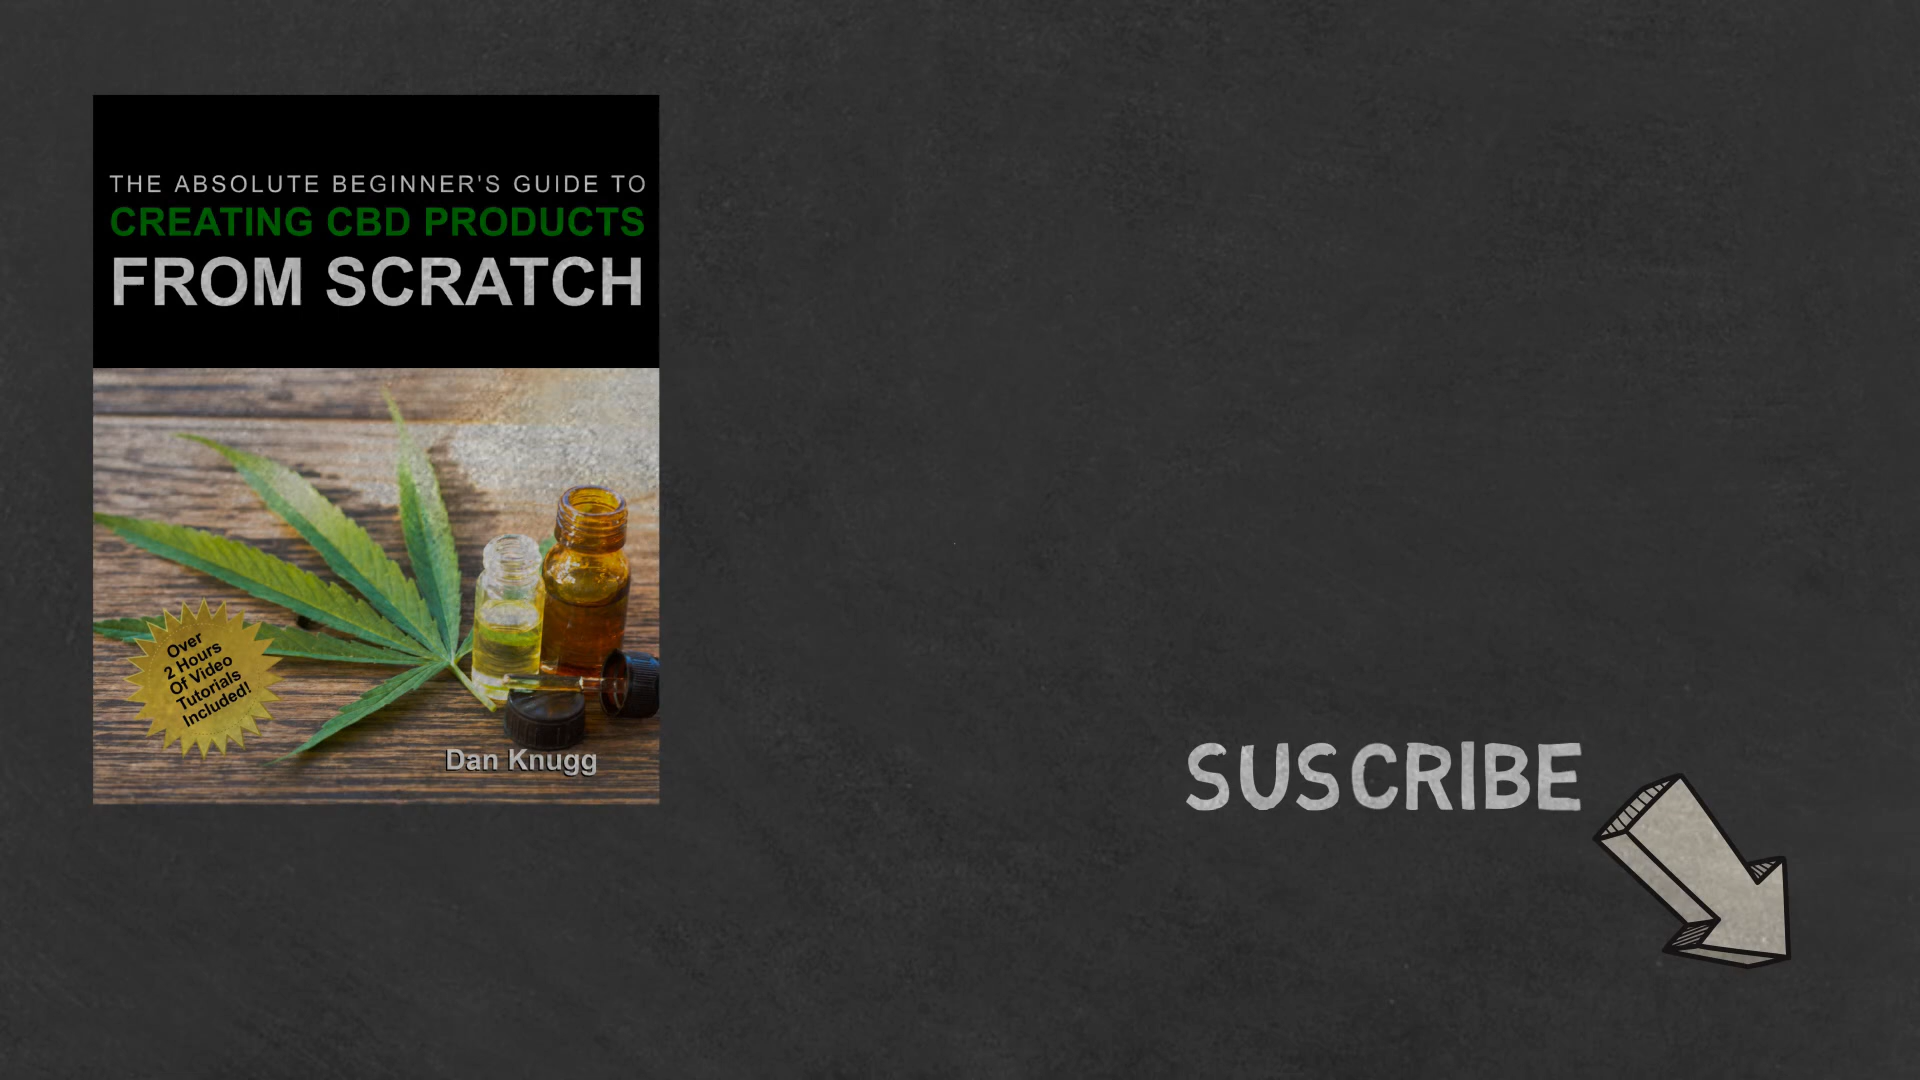 THE ABSOLUTE BEGINNER'S GUIDE TO
CREATING CBD PRODUCTS
FROM SCRATCH
Over
2 Hours
Of Video
Tutorials
Included!
Dan Knugg
SUSCRIBE